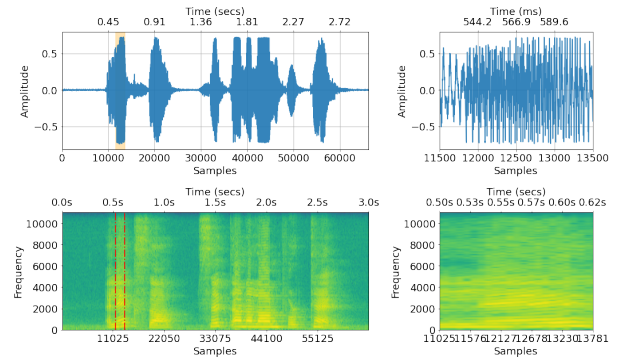 Time (secs)
0.45 0.91 1.36 1.81 2.27 2.72
Amplitude
0.5
0.0
−0.5
0 10000 20000 30000 40000 50000 60000
Samples
Time (ms)
544.2 566.9 589.6
Amplitude
0.5
0.0
−0.5
11500 12000 12500 13000 13500
Samples
Time (secs)
0.0s 0.5s 1.0s 1.5s 2.0s 2.5s 3.0s
Frequency
10000
8000
6000
4000
2000
0
11025 22050 33075 44100 55125
Samples
Time (secs)
0.50s 0.53s 0.55s 0.57s 0.60s 0.62s
Frequency
10000
8000
6000
4000
2000
0
11025 11576 12127 12678 13230 13781
Samples